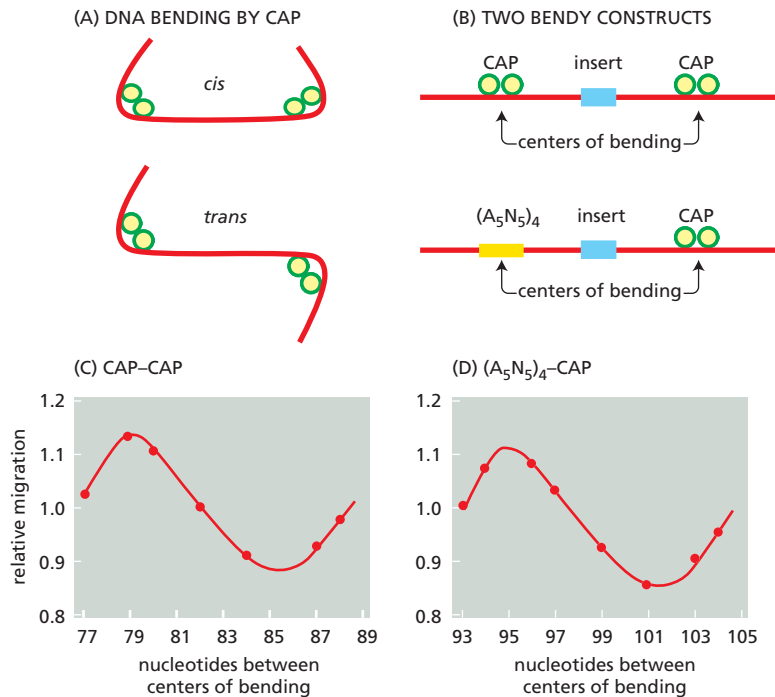 (A) DNA BENDING BY CAP
cis
trans
(B) TWO BENDY CONSTRUCTS
CAP insert CAP
centers of bending
(A₅N₅)₄ insert CAP
centers of bending
(C) CAP–CAP
relative migration
1.2
1.1
1.0
0.9
0.8
77 79 81 83 85 87 89
nucleotides between
centers of bending
(D) (A₅N₅)₄–CAP
1.2
1.1
1.0
0.9
0.8
93 95 97 99 101 103 105
nucleotides between
centers of bending